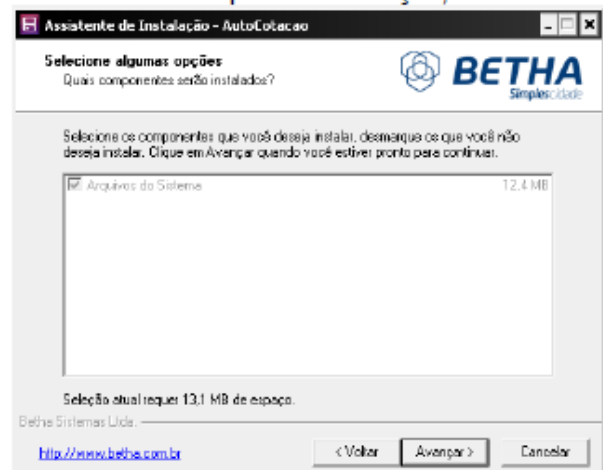 Assistente de Instalação - AutoCotacao
Selecione algumas opções
Quais componentes serão instalados?
BETHA
Simplescidade
Selecione os componentes que você deseja instalar, desmarque os que você não
deseja instalar. Clique em Avançar quando você estiver pronto para continuar.
Arquivos do Sistema 12,4 MB
Seleção atual requer 13,1 MB de espaço.
Betha Sistemas Ltda.
http://www.betha.com.br
< Voltar Avançar > Cancelar